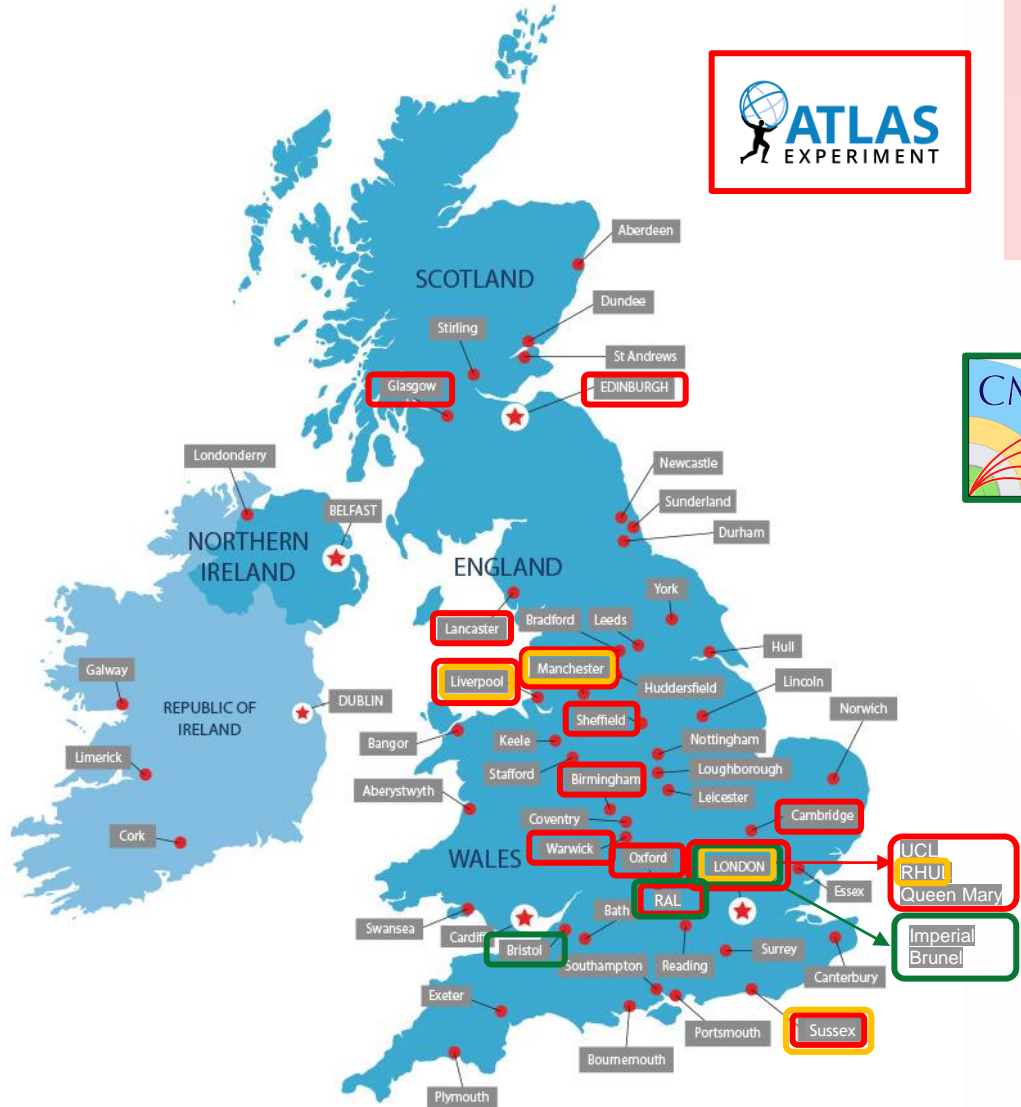 ATLAS
EXPERIMENT
Aberdeen
SCOTLAND
Dundee
Stirling
St Andrews
Glasgow
EDINBURGH
CM
Londonderry
Newcastle
Sunderland
BELFAST
Durham
NORTHERN
IRELAND
ENGLAND
York
Lancaster
Bradford
Leeds
Hull
Galway
Liverpool
Manchester
Huddersfield
Lincoln
REPUBLIC OF
IRELAND
DUBLIN
Norwich
Sheffield
Bangor
Keele
Nottingham
Limerick
Stafford
Birmingham
Loughborough
Aberystwyth
Leicester
Coventry
Cambridge
Cork
Warwick
WALES
Oxford
LONDON
UCL
RHUL
Queen Mary
Essex
RAL
Bath
Swansea
Cardiff
Bristol
Imperial
Brunel
Southampton
Reading
Surrey
Canterbury
Exeter
Portsmouth
Sussex
Bournemouth
Plymouth